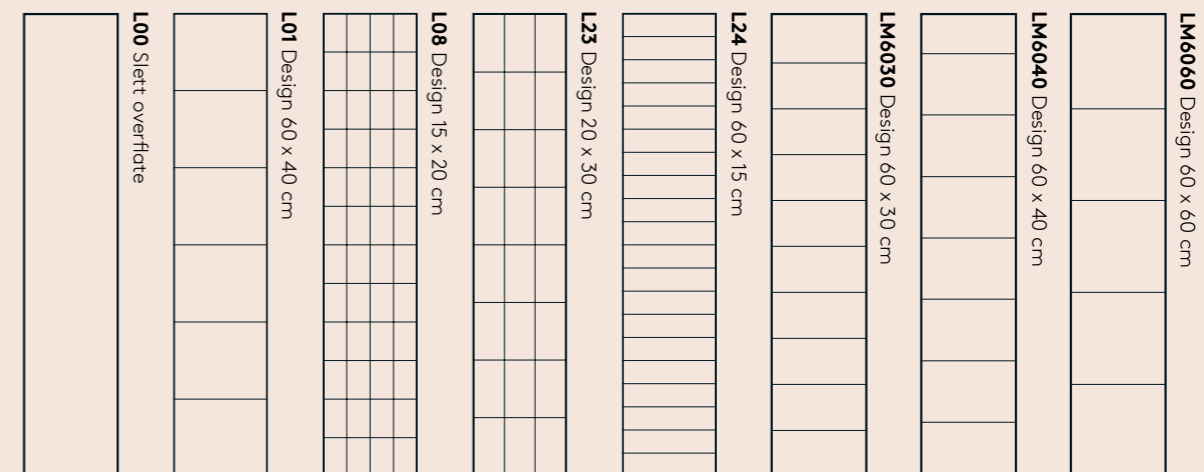 L00 Slett overflate
L01 Design 60 x 40 cm
L08 Design 15 x 20 cm
L23 Design 20 x 30 cm
L24 Design 60 x 15 cm
LM6030 Design 60 x 30 cm
LM6040 Design 60 x 40 cm
LM6060 Design 60 x 60 cm